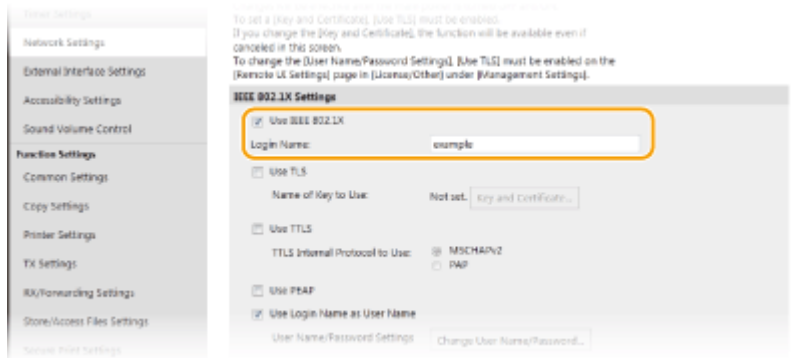 Timer Settings
Network Settings
External Interface Settings
Accessibility Settings
Sound Volume Control
Function Settings
Common Settings
Copy Settings
Printer Settings
TX Settings
RX/Forwarding Settings
Store/Access Files Settings
Secure Print Settings
To set a [Key and Certificate], [Use TLS] must be enabled.
If you change the [Key and Certificate], the function will be available even if
canceled in this screen.
To change the [User Name/Password Settings], [Use TLS] must be enabled on the
[Remote UI Settings] page in [License/Other] under [Management Settings].
IEEE 802.1X Settings
Use IEEE 802.1X
Login Name: example
Use TLS
Name of Key to Use: Not set. Key and Certificate...
Use TTLS
TTLS Internal Protocol to Use: MSCHAPv2
PAP
Use PEAP
Use Login Name as User Name
User Name/Password Settings Change User Name/Password...